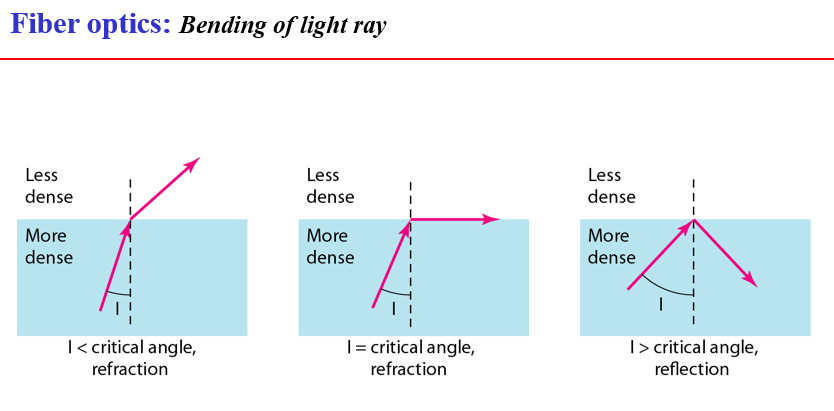 Fiber optics: Bending of light ray
Less
dense
More
dense
I
I < critical angle,
refraction
Less
dense
More
dense
I
I = critical angle,
refraction
Less
dense
More
dense
I
I > critical angle,
reflection